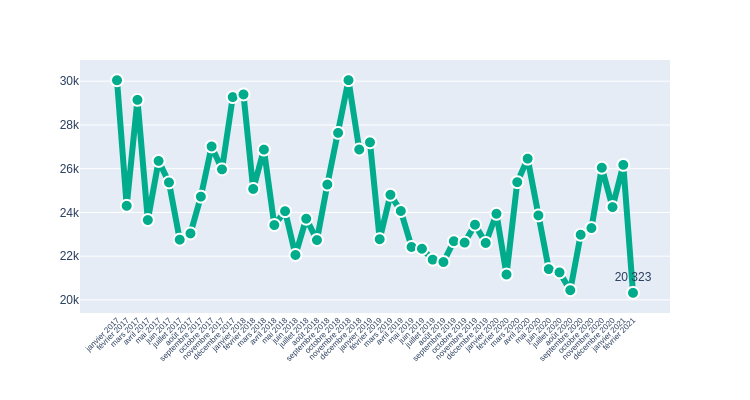 30k
28k
26k
24k
22k
20k
20 323
janvier 2017
février 2017
mars 2017
avril 2017
mai 2017
juin 2017
juillet 2017
août 2017
septembre 2017
octobre 2017
novembre 2017
décembre 2017
janvier 2018
février 2018
mars 2018
avril 2018
mai 2018
juin 2018
juillet 2018
août 2018
septembre 2018
octobre 2018
novembre 2018
décembre 2018
janvier 2019
février 2019
mars 2019
avril 2019
mai 2019
juin 2019
juillet 2019
août 2019
septembre 2019
octobre 2019
novembre 2019
décembre 2019
janvier 2020
février 2020
mars 2020
avril 2020
mai 2020
juin 2020
juillet 2020
août 2020
septembre 2020
octobre 2020
novembre 2020
décembre 2020
janvier 2021
février 2021